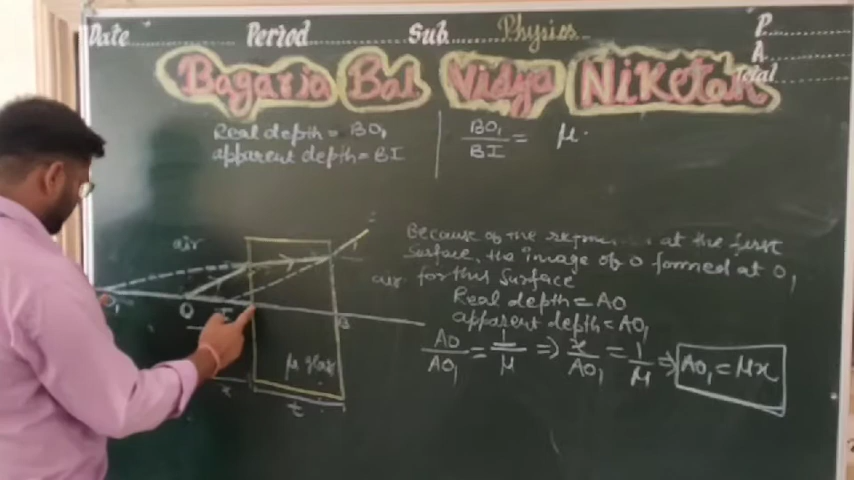 Date
Period
Sub
Physics
P
A
Total
Bagaria Bal Vidya Niketan
Real depth = BO₁
apparent depth = BI
BO₁/BI = μ
air
Because of the at the first
surface, the image of O formed at O₁
air. for this surface
Real depth = AO
apparent depth = AO₁
AO/AO₁ = 1/μ ⇒ x/AO₁ = 1/μ ⇒ AO₁ = μx
O₁
O
I
B
μ glass
x
t